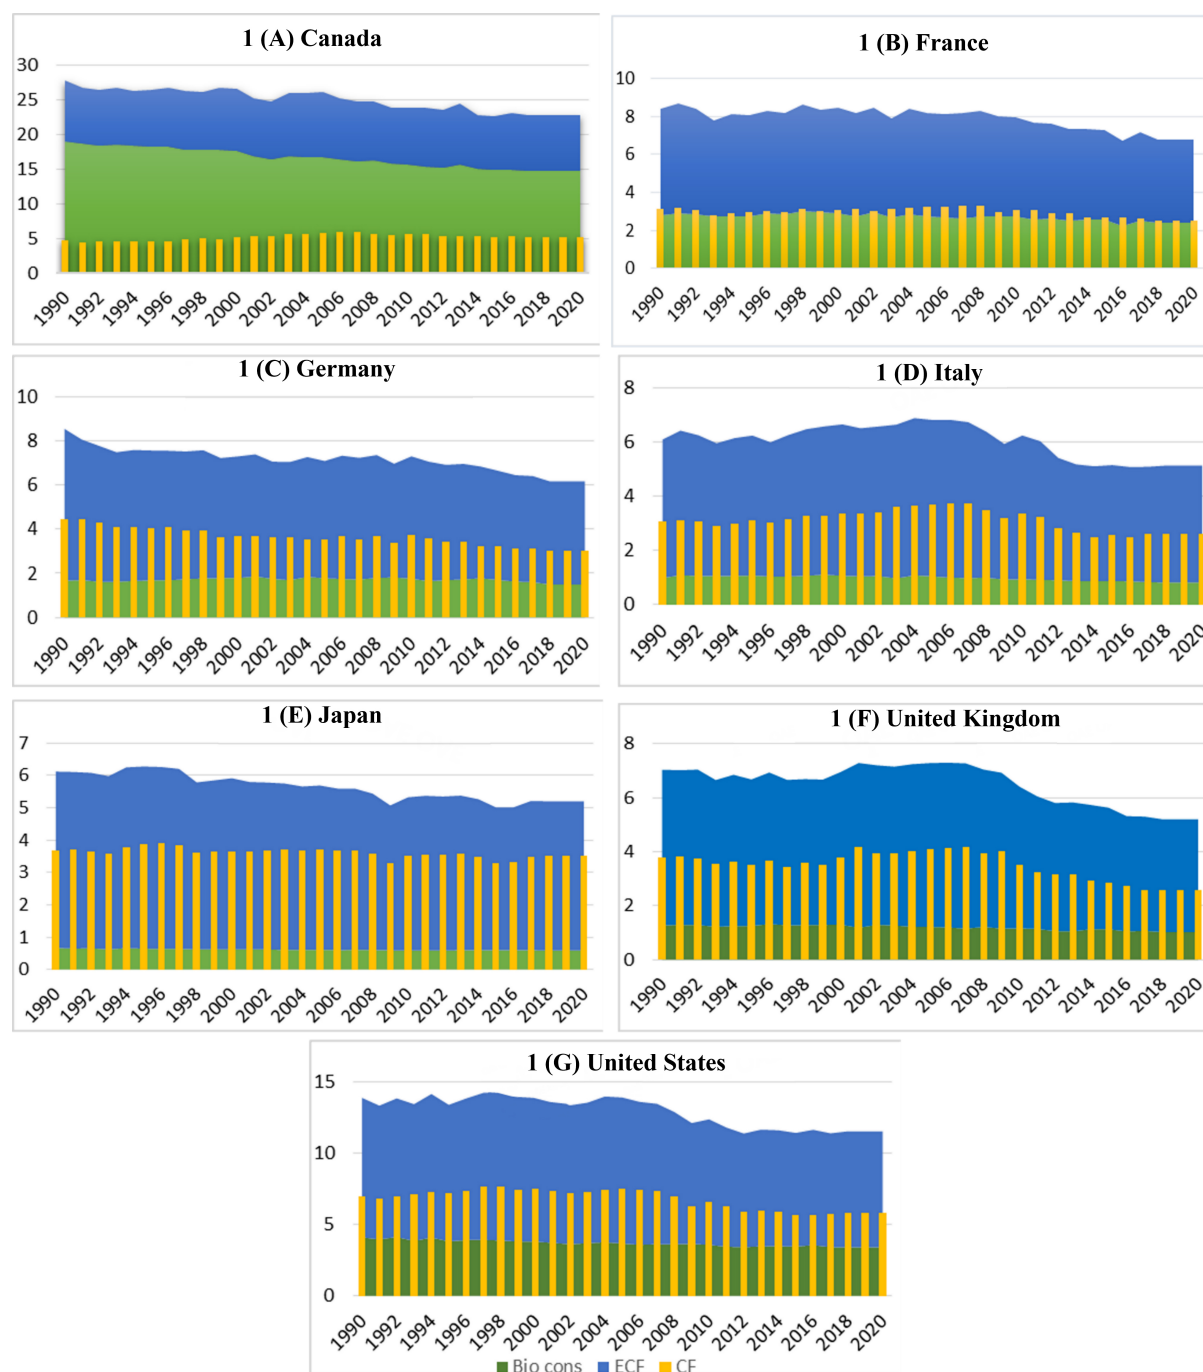 1 (A) Canada
30
25
20
15
10
5
0
1990 1992 1994 1996 1998 2000 2002 2004 2006 2008 2010 2012 2014 2016 2018 2020
1 (B) France
10
8
6
4
2
0
1990 1992 1994 1996 1998 2000 2002 2004 2006 2008 2010 2012 2014 2016 2018 2020
1 (C) Germany
10
8
6
4
2
0
1990 1992 1994 1996 1998 2000 2002 2004 2006 2008 2010 2012 2014 2016 2018 2020
1 (D) Italy
8
6
4
2
0
1990 1992 1994 1996 1998 2000 2002 2004 2006 2008 2010 2012 2014 2016 2018 2020
1 (E) Japan
7
6
5
4
3
2
1
0
1990 1992 1994 1996 1998 2000 2002 2004 2006 2008 2010 2012 2014 2016 2018 2020
1 (F) United Kingdom
8
6
4
2
0
1990 1992 1994 1996 1998 2000 2002 2004 2006 2008 2010 2012 2014 2016 2018 2020
1 (G) United States
15
10
5
0
1990 1992 1994 1996 1998 2000 2002 2004 2006 2008 2010 2012 2014 2016 2018 2020
Bio cons ECF CF